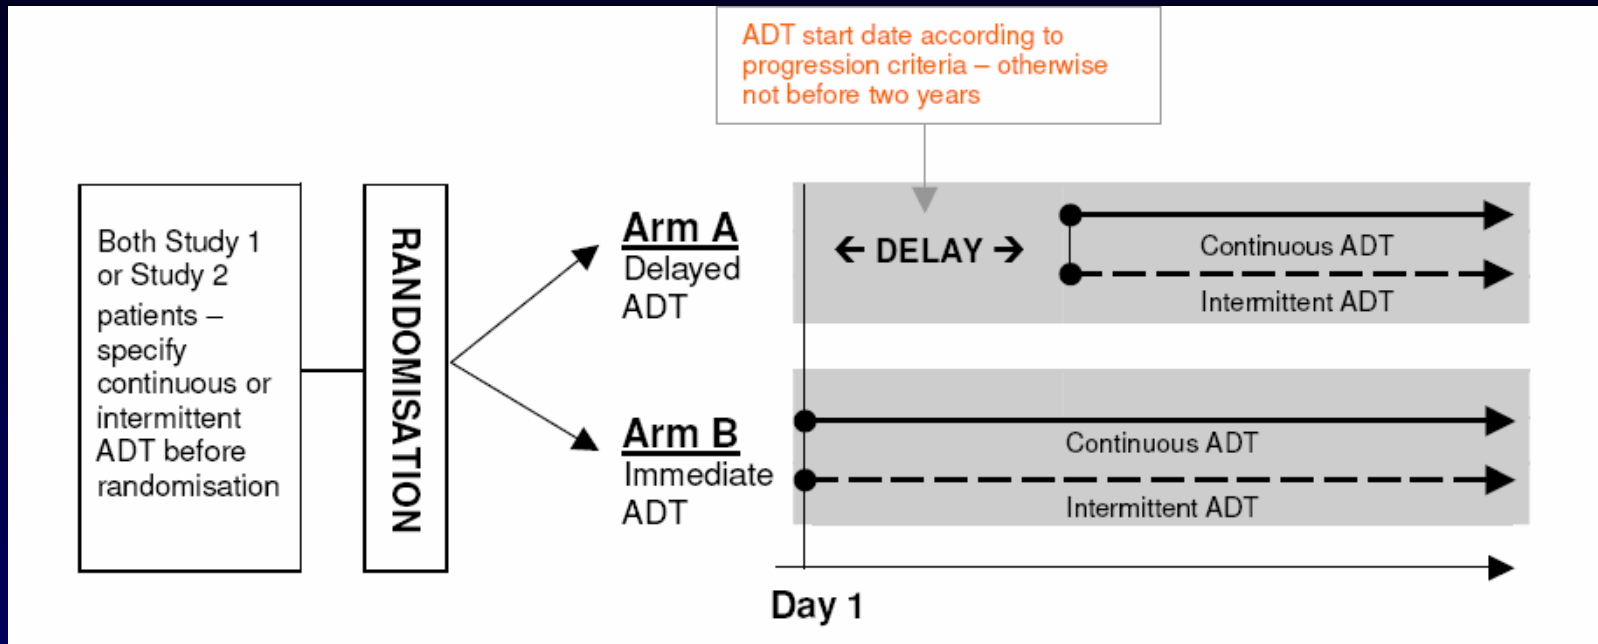 ADT start date according to
progression criteria – otherwise
not before two years
Both Study 1
or Study 2
patients –
specify
continuous or
intermittent
ADT before
randomisation
RANDOMISATION
Arm A
Delayed
ADT
← DELAY →
Continuous ADT
Intermittent ADT
Arm B
Immediate
ADT
Continuous ADT
Intermittent ADT
Day 1